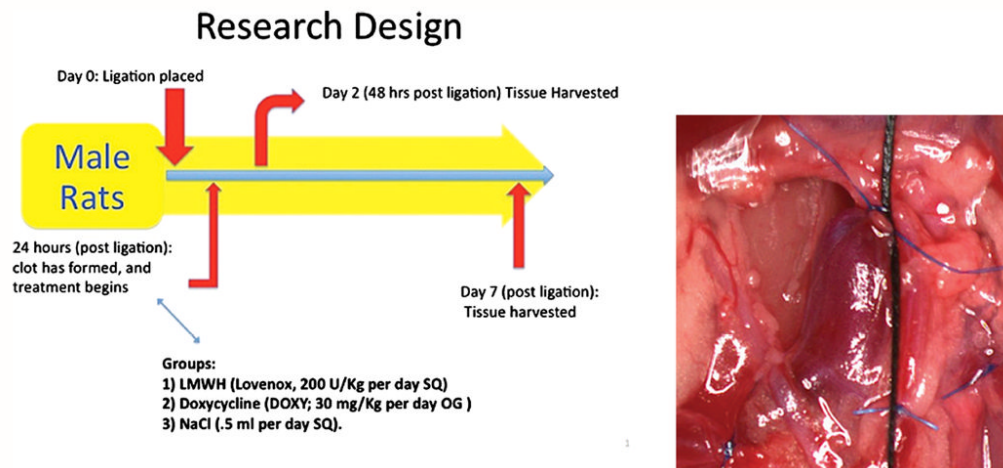 Research Design
Day 0: Ligation placed
Day 2 (48 hrs post ligation) Tissue Harvested
Male
Rats
24 hours (post ligation):
clot has formed, and
treatment begins
Day 7 (post ligation):
Tissue harvested
Groups:
1) LMWH (Lovenox, 200 U/Kg per day SQ)
2) Doxycycline (DOXY; 30 mg/Kg per day OG )
3) NaCl (.5 ml per day SQ).
1